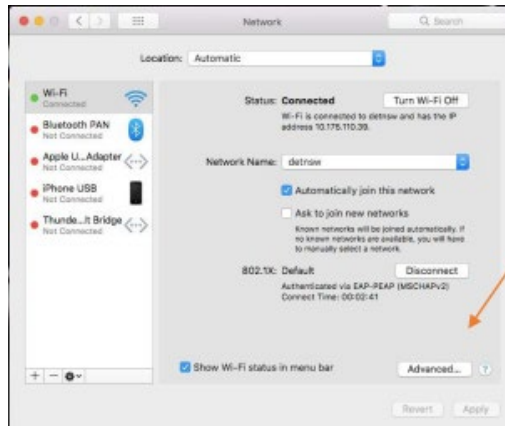 Network
Search
Location: Automatic
Wi-Fi
Connected
Bluetooth PAN
Not Connected
Apple U...Adapter
Not Connected
iPhone USB
Not Connected
Thunde...lt Bridge
Not Connected
Status: Connected
Turn Wi-Fi Off
Wi-Fi is connected to detnsw and has the IP
address 10.175.110.39.
Network Name: detnsw
Automatically join this network
Ask to join new networks
Known networks will be joined automatically. If
no known networks are available, you will have
to manually select a network.
802.1X: Default
Disconnect
Authenticated via EAP-PEAP (MSCHAPv2)
Connect Time: 00:02:41
Show Wi-Fi status in menu bar
Advanced...
?
Revert
Apply